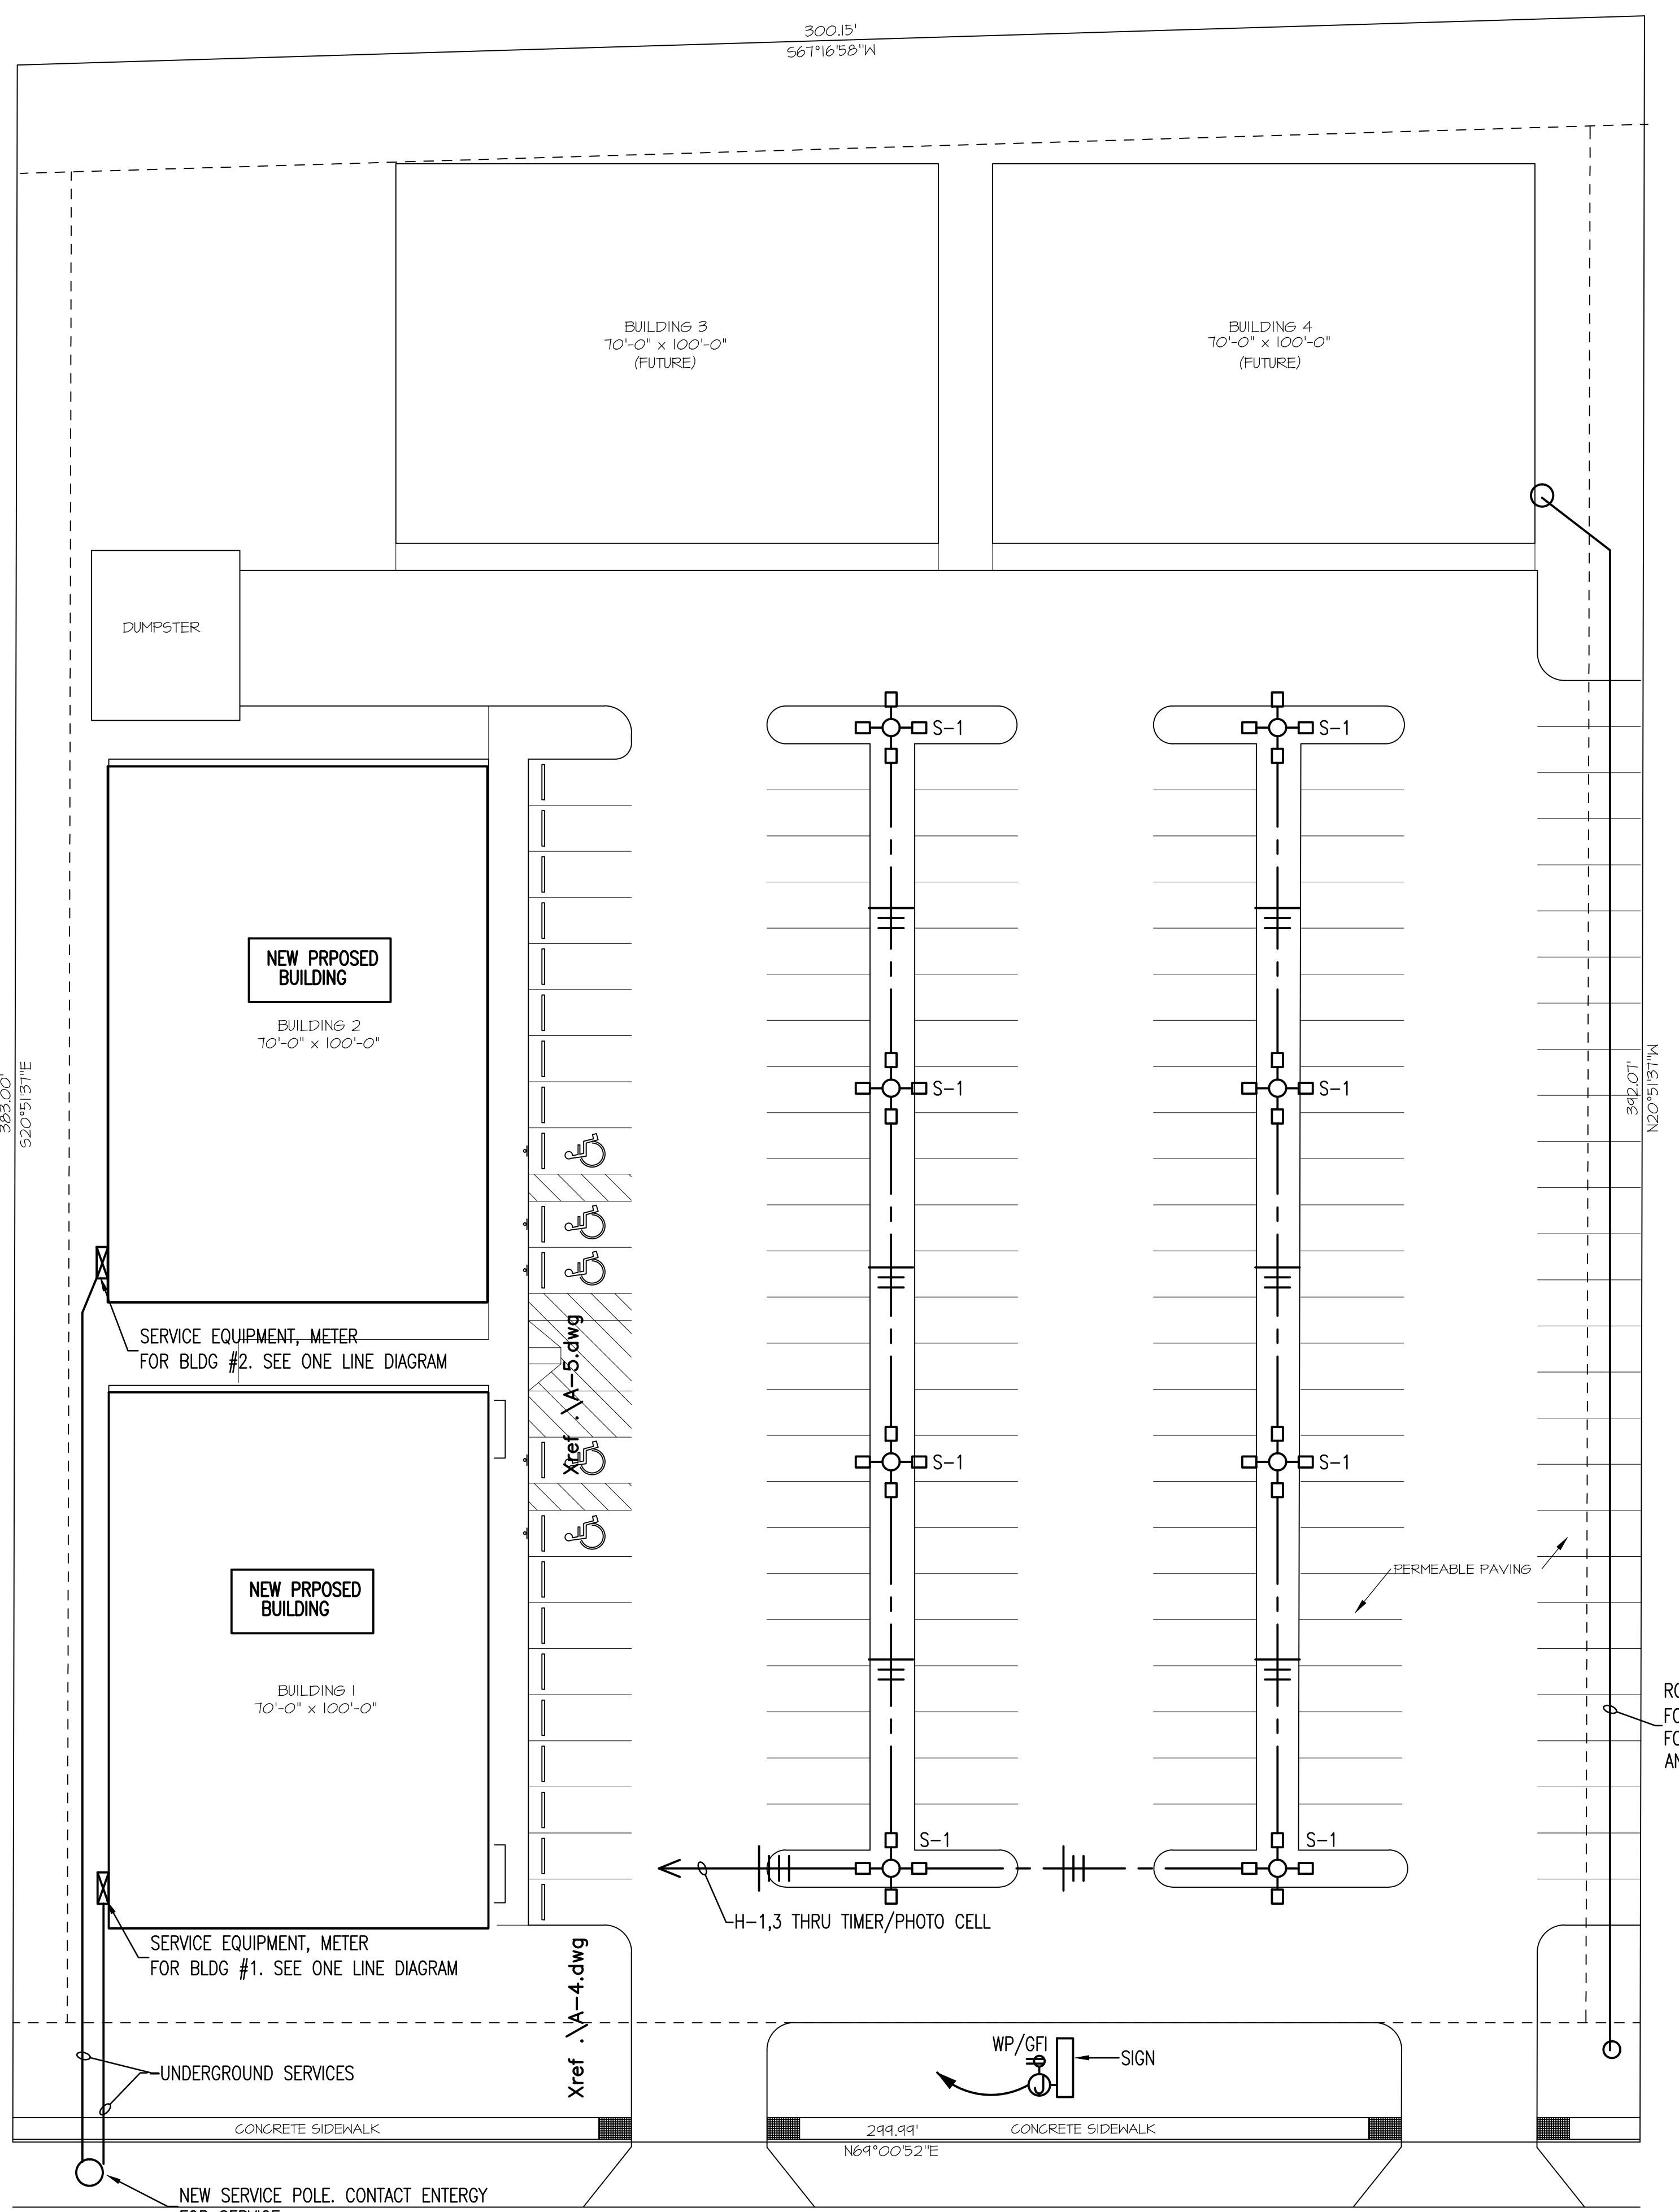 300.15'
S67°16'58"W
BUILDING 3
70'-0" x 100'-0"
(FUTURE)
BUILDING 4
70'-0" x 100'-0"
(FUTURE)
DUMPSTER
S-1
S-1
NEW PRPOSED
BUILDING
BUILDING 2
70'-0" x 100'-0"
383.00'
S20°51'37"E
S-1
S-1
392.07'
N20°51'37"W
SERVICE EQUIPMENT, METER
FOR BLDG #2. SEE ONE LINE DIAGRAM
Xref .\A-5.dwg
S-1
S-1
NEW PRPOSED
BUILDING
PERMEABLE PAVING
BUILDING 1
70'-0" x 100'-0"
S-1
S-1
H-1,3 THRU TIMER/PHOTO CELL
SERVICE EQUIPMENT, METER
FOR BLDG #1. SEE ONE LINE DIAGRAM
Xref .\A-4.dwg
WP/GFI
J
SIGN
UNDERGROUND SERVICES
CONCRETE SIDEWALK
299.99'
CONCRETE SIDEWALK
N69°00'52"E
NEW SERVICE POLE. CONTACT ENTERGY